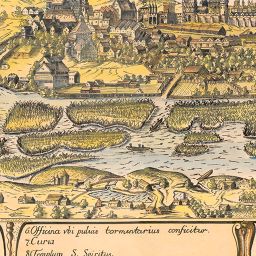 6. Officina vbi pulvis tormentarius conficitur.
7. Curia
8. Templum S. Spiritus.